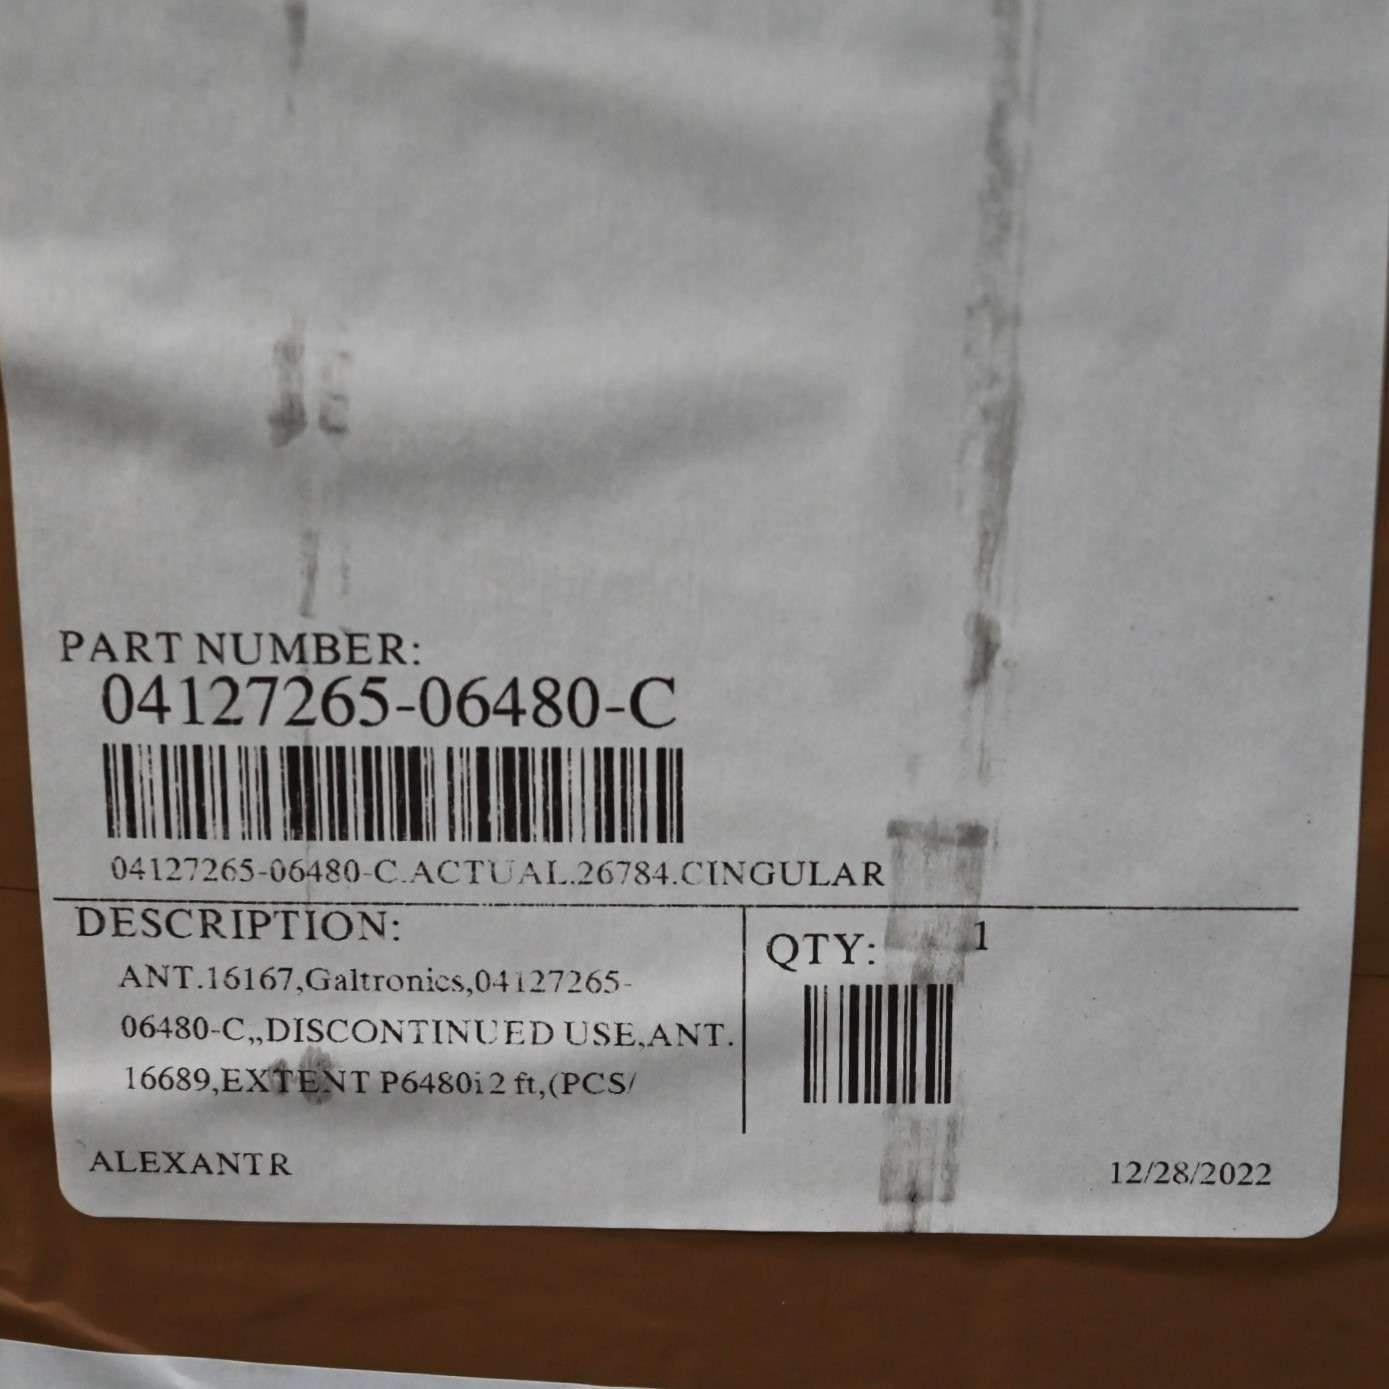 PART NUMBER:
04127265-06480-C
04127265-06480-C.ACTUAL.26784.CINGULAR
DESCRIPTION:
ANT.16167,Galtronics,04127265-
06480-C,,DISCONTINUED USE,ANT.
16689,EXTENT P6480i 2 ft,(PCS/
QTY: 1
ALEXANTR
12/28/2022